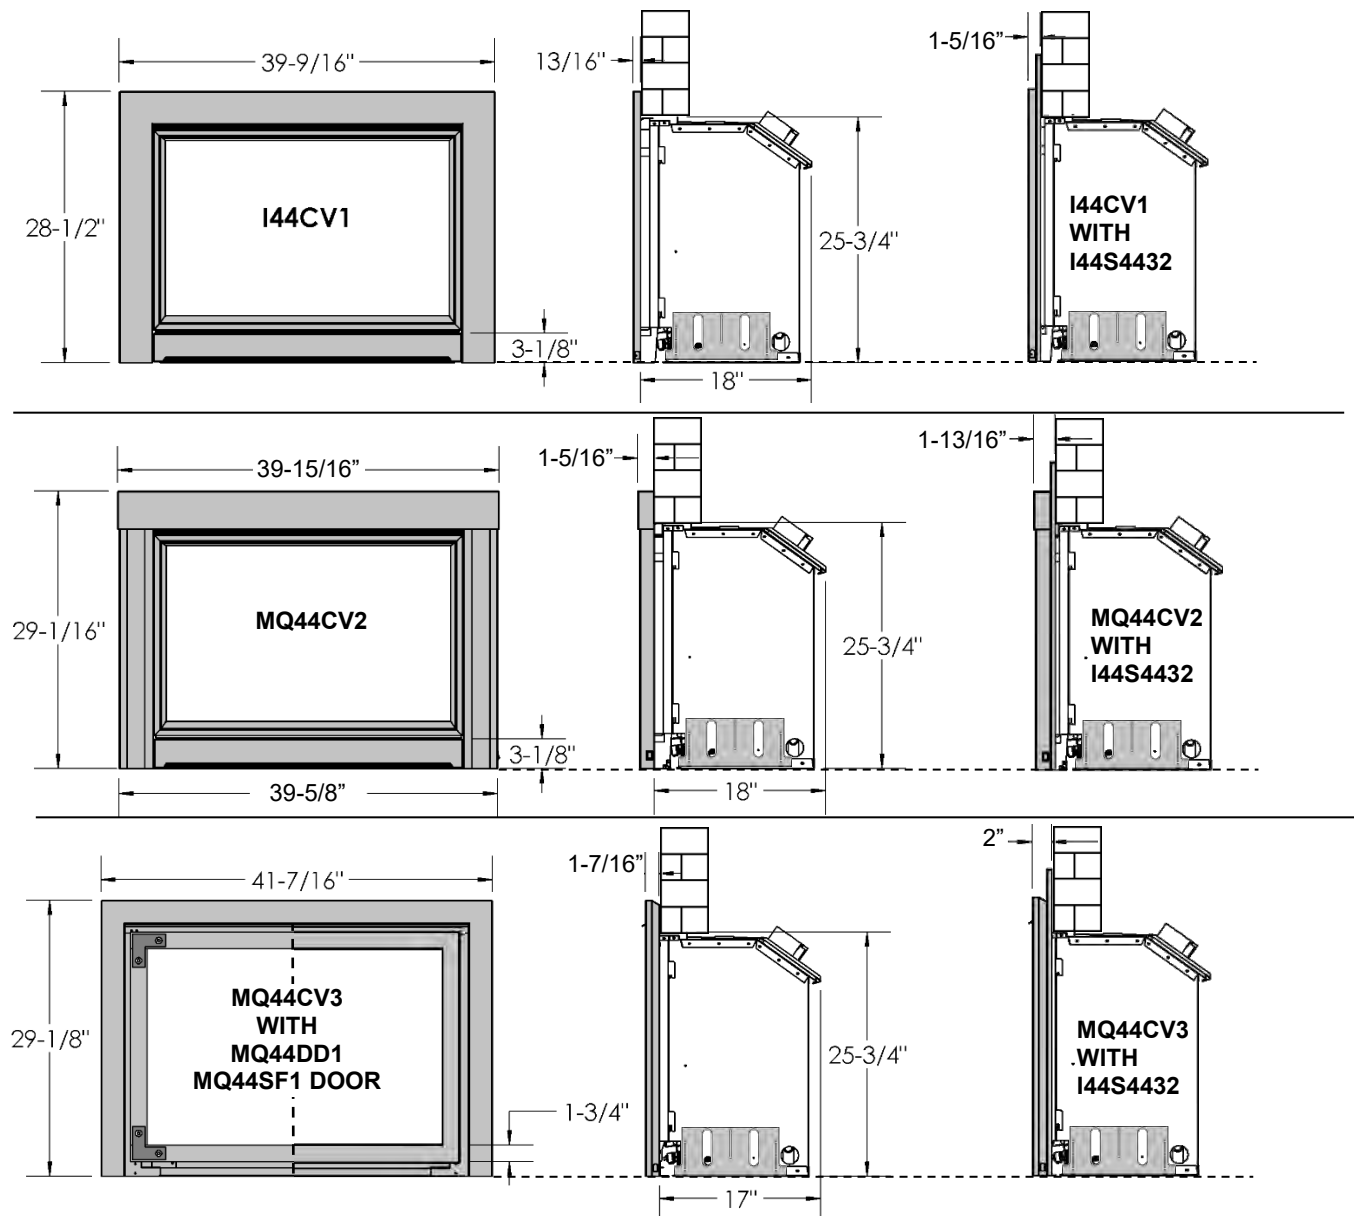 39-9/16"
13/16"
1-5/16”
28-1/2"
I44CV1
25-3/4"
I44CV1
WITH
I44S4432
3-1/8"
18"
39-15/16”
1-5/16”
1-13/16”
29-1/16"
MQ44CV2
25-3/4"
MQ44CV2
WITH
I44S4432
3-1/8"
39-5/8”
18"
41-7/16"
1-7/16”
2”
29-1/8"
MQ44CV3
WITH
MQ44DD1
MQ44SF1 DOOR
25-3/4"
MQ44CV3
WITH
I44S4432
1-3/4"
17"